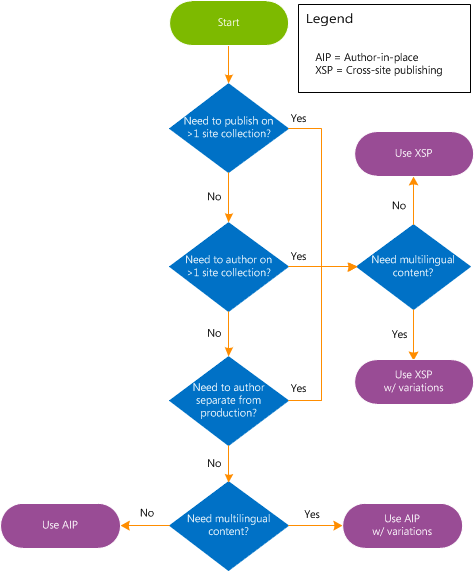 Start
Legend
AIP = Author-in-place
XSP = Cross-site publishing
Need to publish on
>1 site collection?
Yes
No
Use XSP
No
Need to author on
>1 site collection?
Yes
Need multilingual
content?
Yes
No
Use XSP
w/ variations
Need to author
separate from
production?
Yes
No
Need multilingual
content?
No
Use AIP
Yes
Use AIP
w/ variations